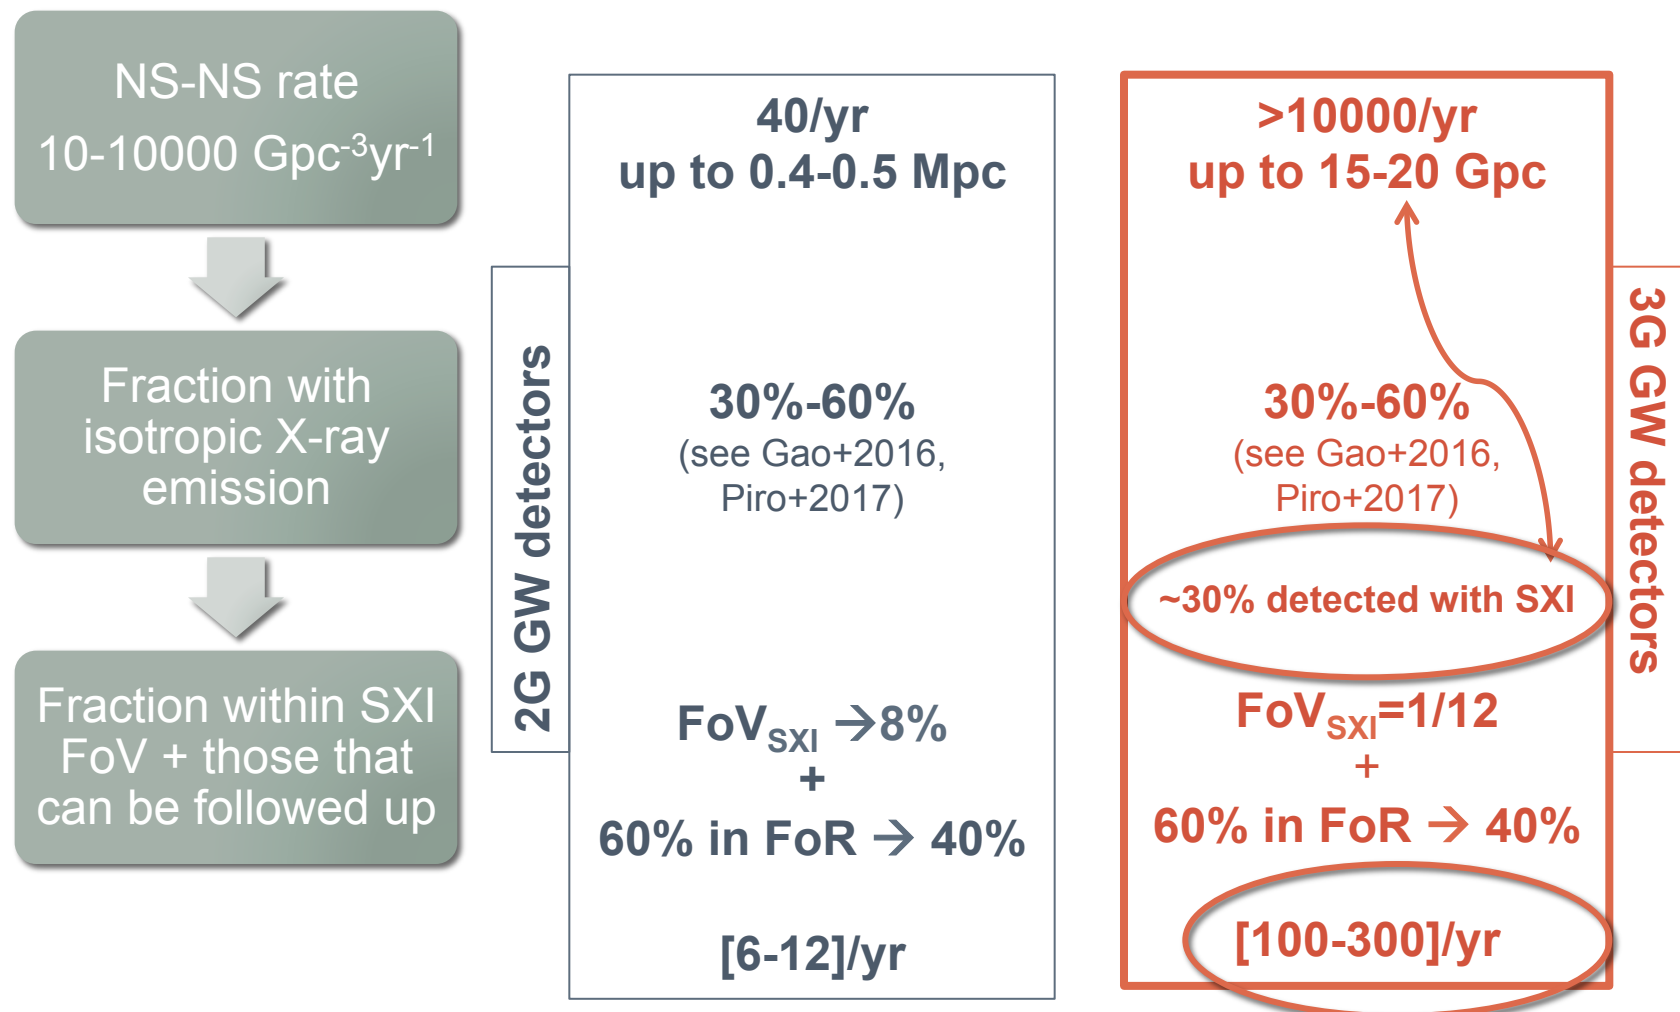 NS-NS rate
10-10000 Gpc⁻³yr⁻¹
Fraction with
isotropic X-ray
emission
Fraction within SXI
FoV + those that
can be followed up
2G GW detectors
40/yr
up to 0.4-0.5 Mpc
30%-60%
(see Gao+2016,
Piro+2017)
FoV_SXI →8%
+
60% in FoR → 40%
[6-12]/yr
>10000/yr
up to 15-20 Gpc
30%-60%
(see Gao+2016,
Piro+2017)
~30% detected with SXI
FoV_SXI=1/12
+
60% in FoR → 40%
[100-300]/yr
3G GW detectors